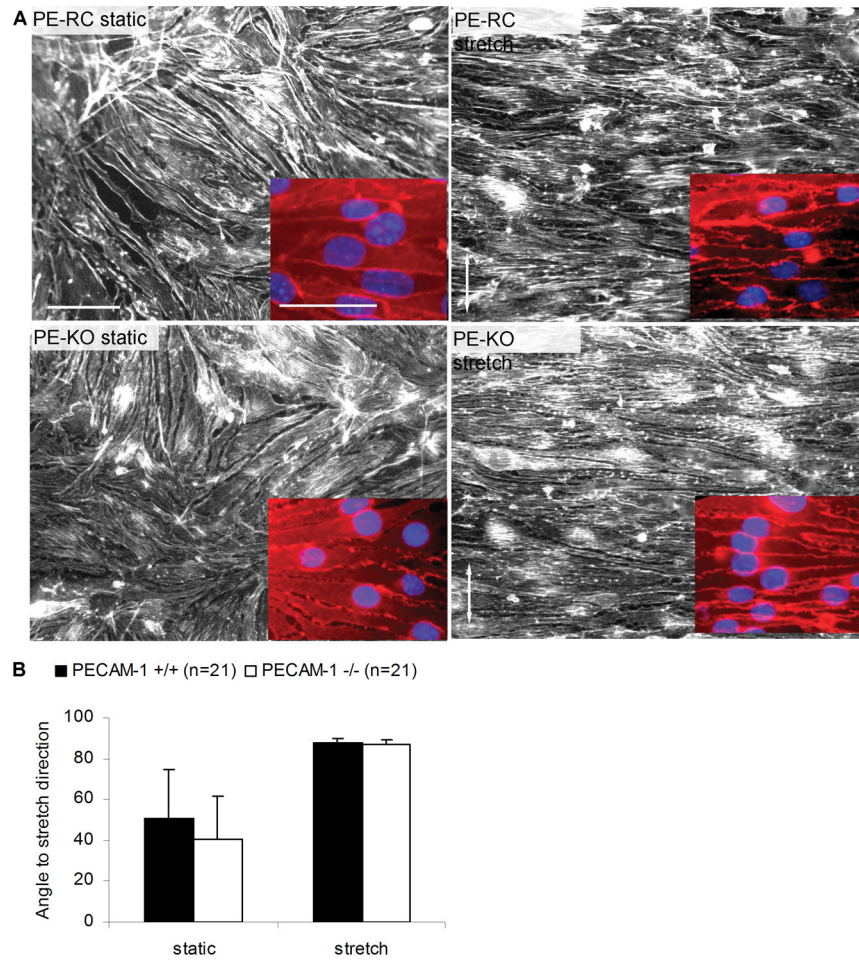 A
PE-RC static
PE-RC
stretch
PE-KO static
PE-KO
stretch
B
PECAM-1 +/+ (n=21) PECAM-1 -/- (n=21)
Angle to stretch direction
100
80
60
40
20
0
static
stretch